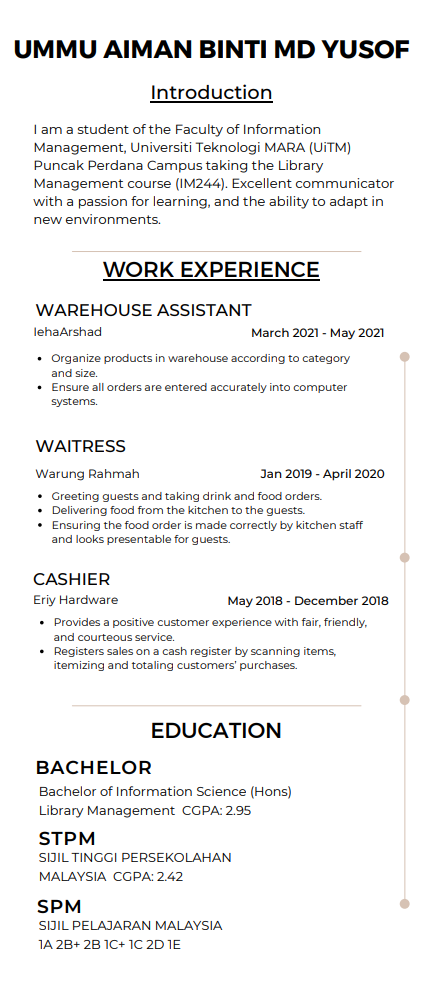 UMMU AIMAN BINTI MD YUSOF
Introduction
I am a student of the Faculty of Information
Management, Universiti Teknologi MARA (UiTM)
Puncak Perdana Campus taking the Library
Management course (IM244). Excellent communicator
with a passion for learning, and the ability to adapt in
new environments.
WORK EXPERIENCE
WAREHOUSE ASSISTANT
IehaArshad
March 2021 - May 2021
• Organize products in warehouse according to category
and size.
• Ensure all orders are entered accurately into computer
systems.
WAITRESS
Warung Rahmah
Jan 2019 - April 2020
• Greeting guests and taking drink and food orders.
• Delivering food from the kitchen to the guests.
• Ensuring the food order is made correctly by kitchen staff
and looks presentable for guests.
CASHIER
Eriy Hardware
May 2018 - December 2018
• Provides a positive customer experience with fair, friendly,
and courteous service.
• Registers sales on a cash register by scanning items,
itemizing and totaling customers' purchases.
EDUCATION
BACHELOR
Bachelor of Information Science (Hons)
Library Management  CGPA: 2.95
STPM
SIJIL TINGGI PERSEKOLAHAN
MALAYSIA  CGPA: 2.42
SPM
SIJIL PELAJARAN MALAYSIA
1A 2B+ 2B 1C+ 1C 2D 1E